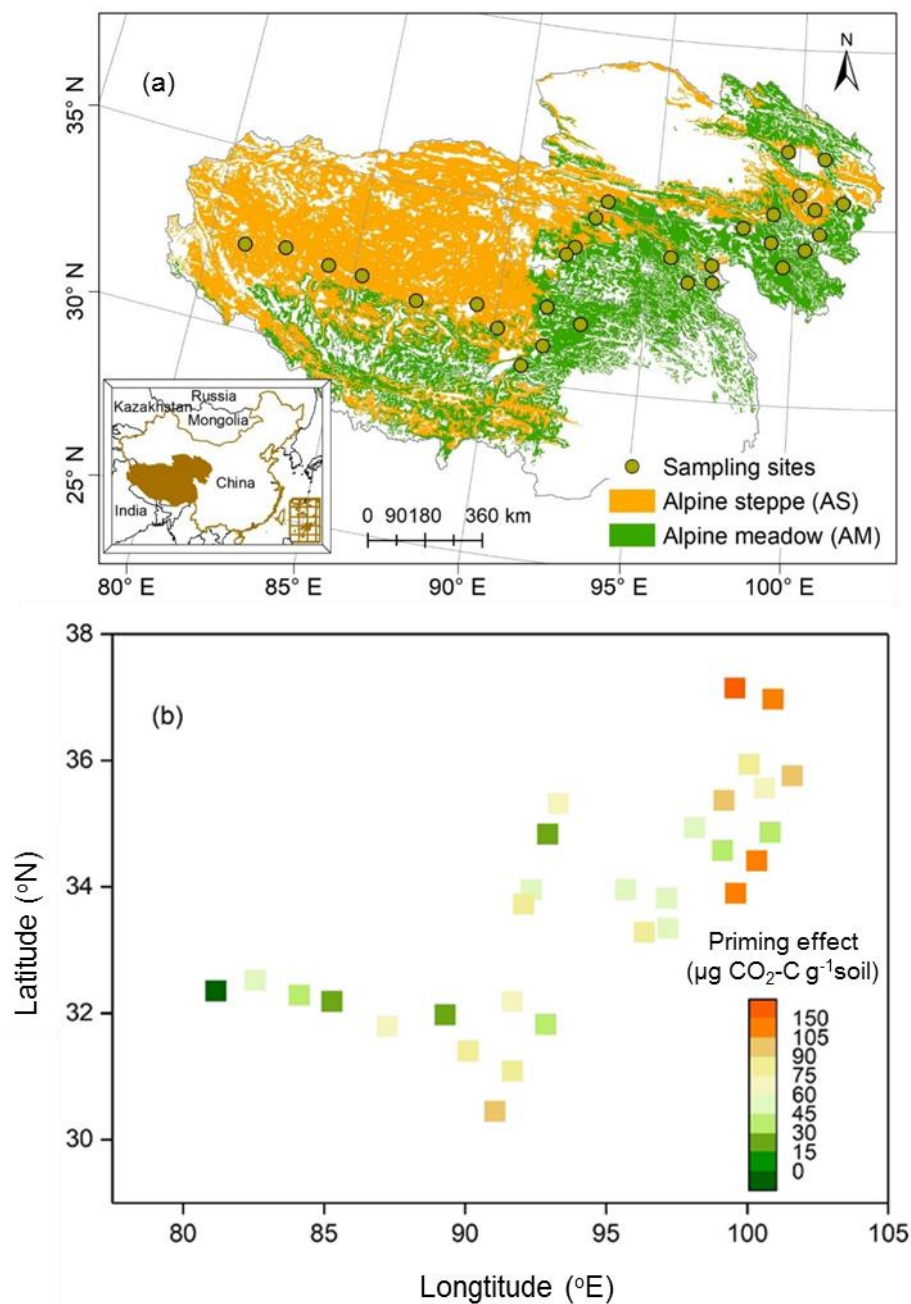 (a)
N
35° N
30° N
25° N
Russia
Kazakhstan
Mongolia
China
India
Sampling sites
Alpine steppe (AS)
Alpine meadow (AM)
0 90 180 360 km
80° E 85° E 90° E 95° E 100° E
(b)
38
36
34
32
30
Latitude (°N)
Priming effect
(µg CO₂-C g⁻¹soil)
150
105
90
75
60
45
30
15
0
80 85 90 95 100 105
Longtitude (°E)